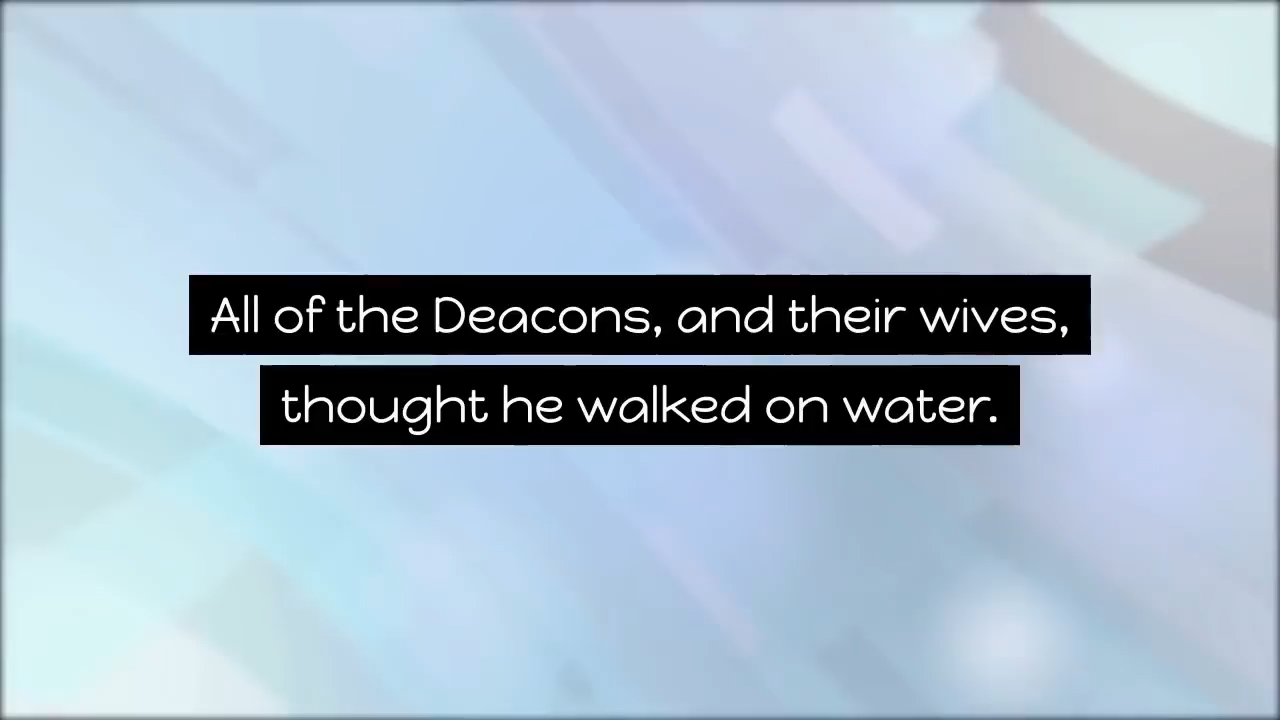 All of the Deacons, and their wives,
thought he walked on water.